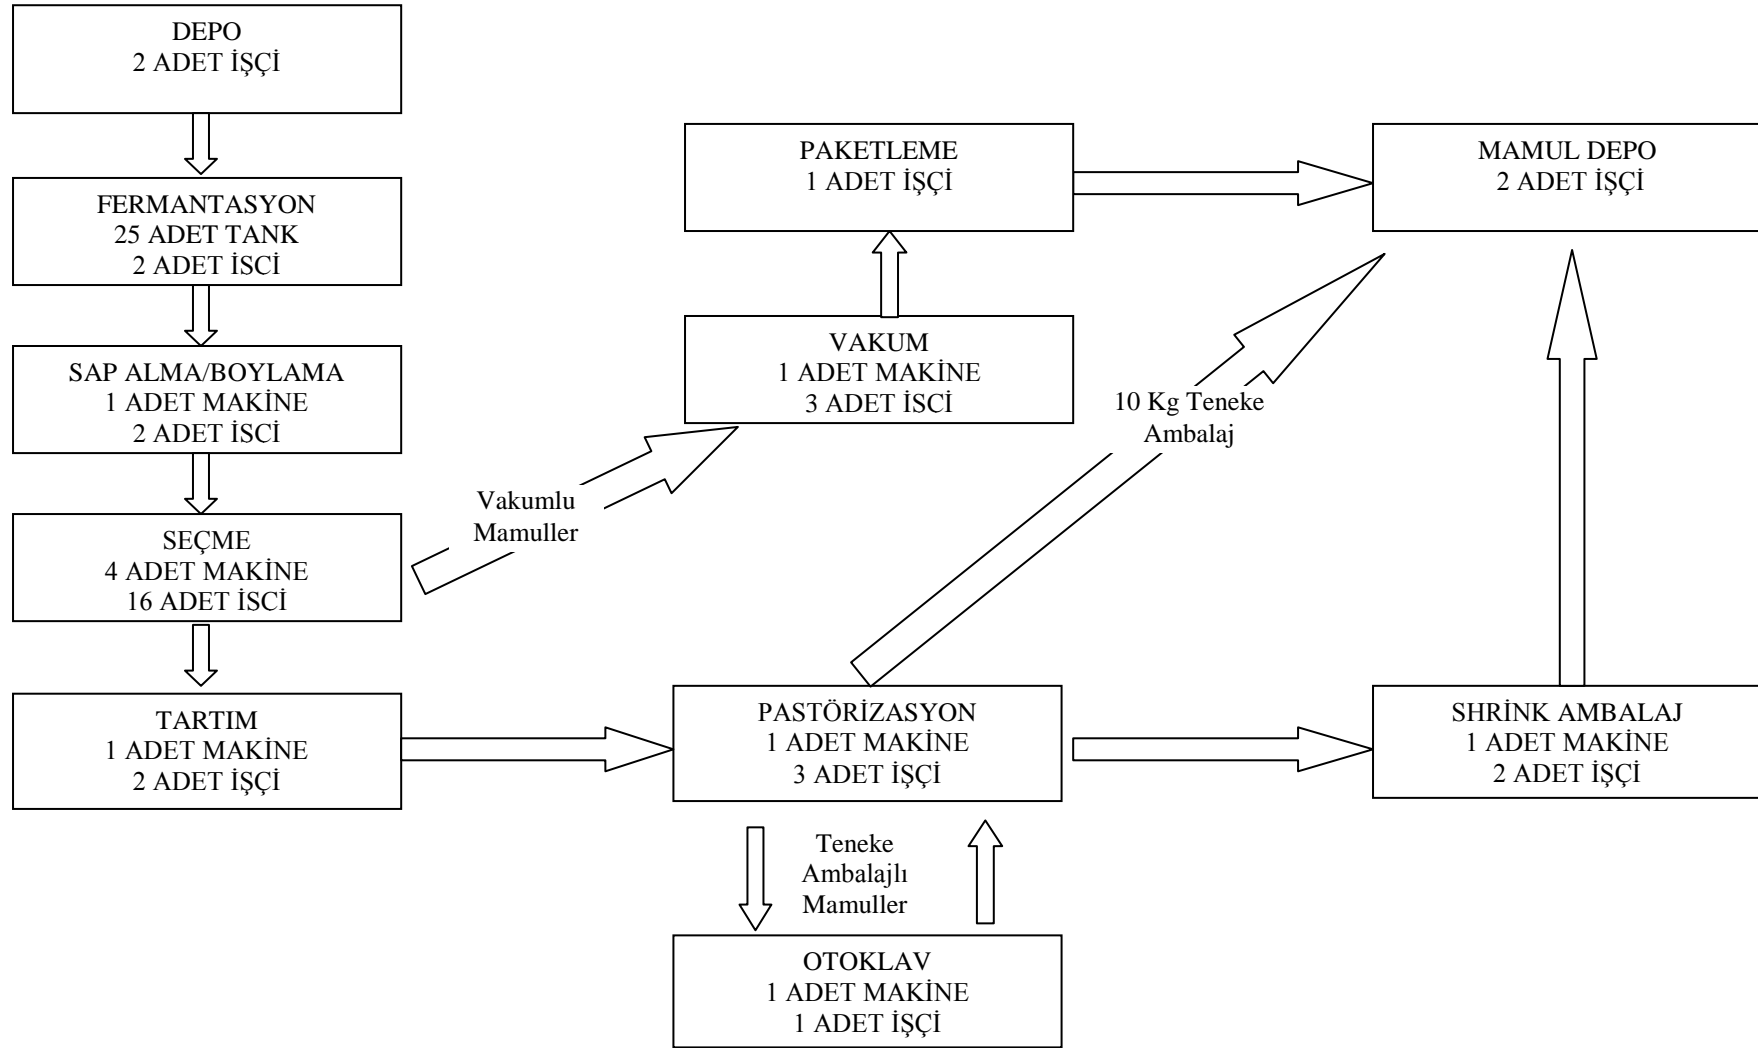 DEPO
2 ADET İŞÇİ
FERMANTASYON
25 ADET TANK
2 ADET İSCİ
SAP ALMA/BOYLAMA
1 ADET MAKİNE
2 ADET İSCİ
SEÇME
4 ADET MAKİNE
16 ADET İSCİ
TARTIM
1 ADET MAKİNE
2 ADET İŞÇİ
Vakumlu
Mamuller
PAKETLEME
1 ADET İŞÇİ
VAKUM
1 ADET MAKİNE
3 ADET İSCİ
PASTÖRİZASYON
1 ADET MAKİNE
3 ADET İŞÇİ
Teneke
Ambalajlı
Mamuller
OTOKLAV
1 ADET MAKİNE
1 ADET İŞÇİ
10 Kg Teneke
Ambalaj
MAMUL DEPO
2 ADET İŞÇİ
SHRİNK AMBALAJ
1 ADET MAKİNE
2 ADET İŞÇİ